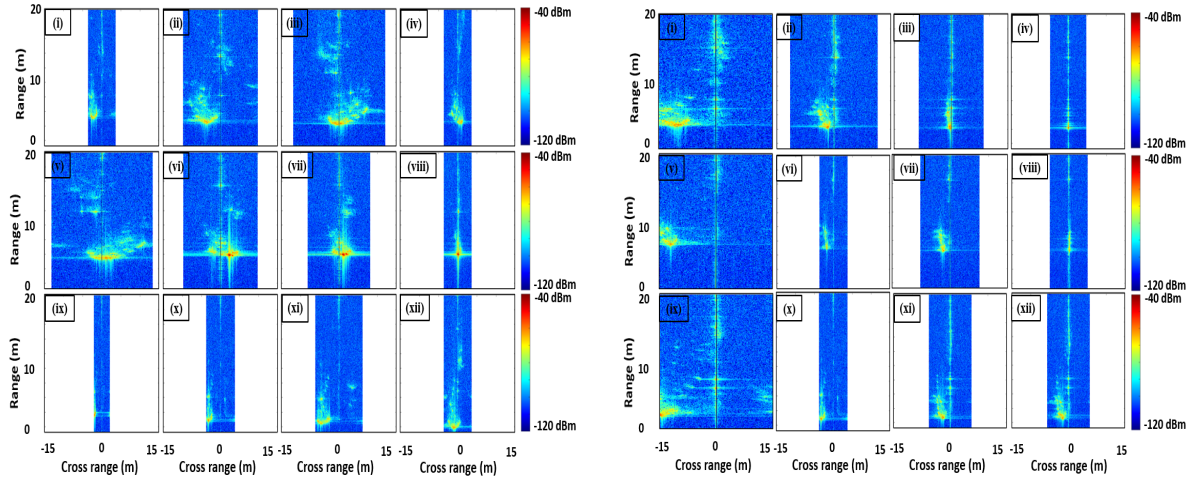 (i) (ii) (iii) (iv)
Range (m)
20
10
0
-40 dBm
-120 dBm
(v) (vi) (vii) (viii)
Range (m)
20
10
0
-40 dBm
-120 dBm
(ix) (x) (xi) (xii)
Range (m)
20
10
0
-40 dBm
-120 dBm
-15 0 15 -15 0 15 -15 0 15 -15 0 15
Cross range (m) Cross range (m) Cross range (m) Cross range (m)
(i) (ii) (iii) (iv)
Range (m)
20
10
0
-40 dBm
-120 dBm
(v) (vi) (vii) (viii)
Range (m)
20
10
0
-40 dBm
-120 dBm
(ix) (x) (xi) (xii)
Range (m)
20
10
0
-40 dBm
-120 dBm
-15 0 15 -15 0 15 -15 0 15 -15 0 15
Cross range (m) Cross range (m) Cross range (m) Cross range (m)